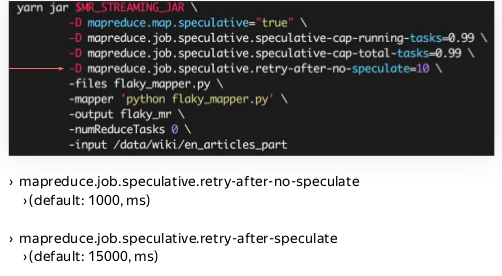 yarn jar $MR_STREAMING_JAR \
-D mapreduce.map.speculative="true" \
-D mapreduce.job.speculative.speculative-cap-running-tasks=0.99 \
-D mapreduce.job.speculative.speculative-cap-total-tasks=0.99 \
-D mapreduce.job.speculative.retry-after-no-speculate=10 \
-files flaky_mapper.py \
-mapper 'python flaky_mapper.py' \
-output flaky_mr \
-numReduceTasks 0 \
-input /data/wiki/en_articles_part
› mapreduce.job.speculative.retry-after-no-speculate
› (default: 1000, ms)
› mapreduce.job.speculative.retry-after-speculate
› (default: 15000, ms)